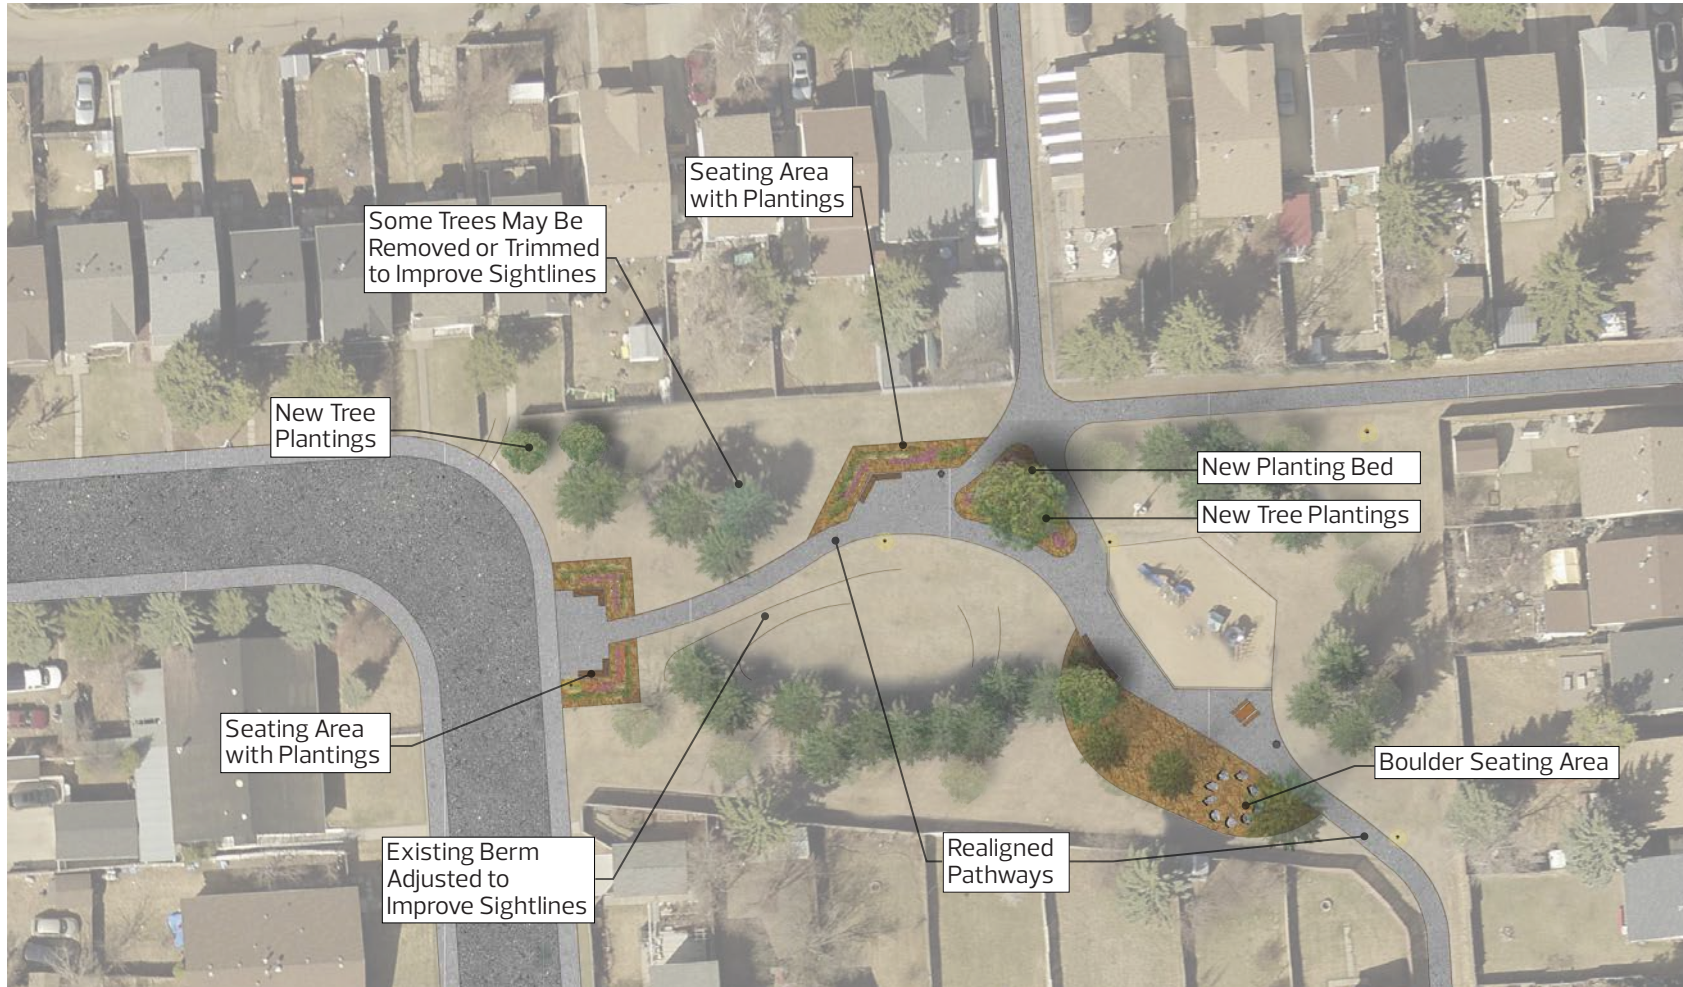 Seating Area
with Plantings
Some Trees May Be
Removed or Trimmed
to Improve Sightlines
New Tree
Plantings
New Planting Bed
New Tree Plantings
Seating Area
with Plantings
Boulder Seating Area
Existing Berm
Adjusted to
Improve Sightlines
Realigned
Pathways